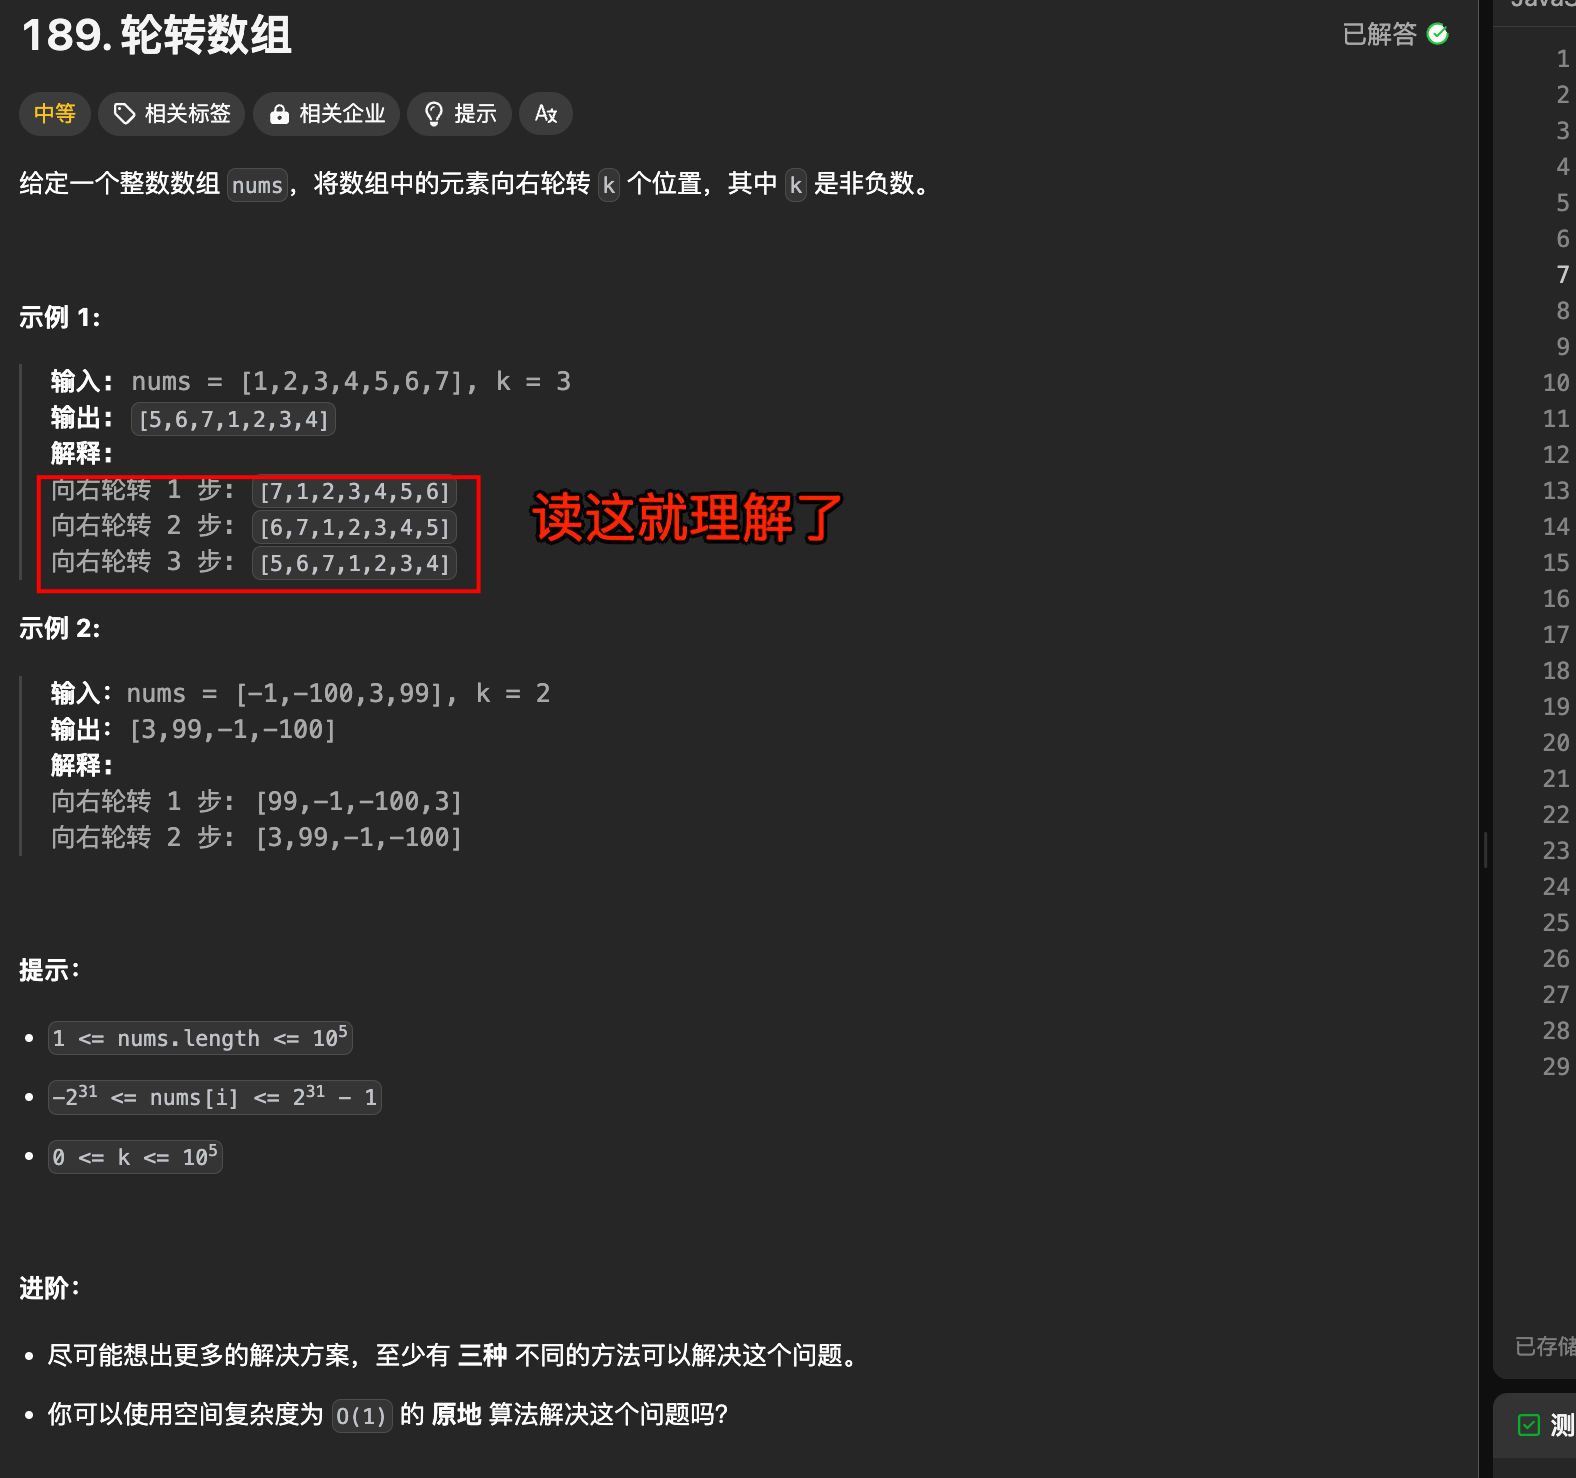 189. 轮转数组
已解答
中等 相关标签 相关企业 提示
给定一个整数数组 nums，将数组中的元素向右轮转 k 个位置，其中 k 是非负数。
示例 1:
输入: nums = [1,2,3,4,5,6,7], k = 3
输出: [5,6,7,1,2,3,4]
解释:
向右轮转 1 步: [7,1,2,3,4,5,6]
向右轮转 2 步: [6,7,1,2,3,4,5]
向右轮转 3 步: [5,6,7,1,2,3,4]
读这就理解了
示例 2:
输入：nums = [-1,-100,3,99], k = 2
输出：[3,99,-1,-100]
解释:
向右轮转 1 步: [99,-1,-100,3]
向右轮转 2 步: [3,99,-1,-100]
提示：
1 <= nums.length <= 10⁵
-2³¹ <= nums[i] <= 2³¹ - 1
0 <= k <= 10⁵
进阶：
尽可能想出更多的解决方案，至少有 三种 不同的方法可以解决这个问题。
你可以使用空间复杂度为 O(1) 的 原地 算法解决这个问题吗？
1
2
3
4
5
6
7
8
9
10
11
12
13
14
15
16
17
18
19
20
21
22
23
24
25
26
27
28
29
已存储
测